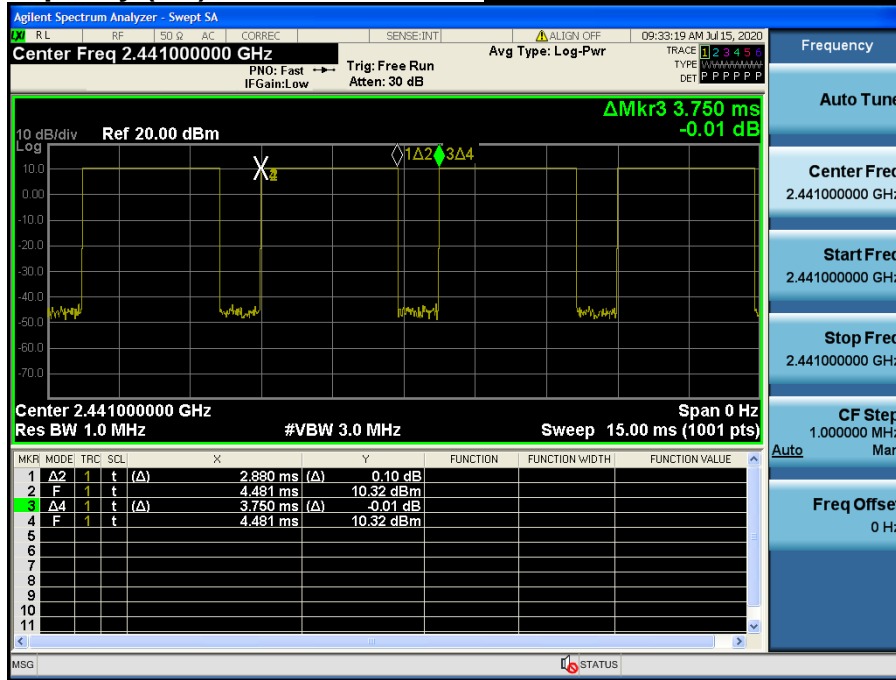 Agilent Spectrum Analyzer - Swept SA
LXI RL RF 50 Ω AC CORREC SENSE:INT ALIGN OFF 09:33:19 AM Jul 15, 2020
Center Freq 2.441000000 GHz
PNO: Fast
IFGain:Low
Trig: Free Run
Atten: 30 dB
Avg Type: Log-Pwr
TRACE 1 2 3 4 5 6
TYPE WWWWWW
DET P P P P P P
ΔMkr3 3.750 ms
-0.01 dB
10 dB/div
Log
Ref 20.00 dBm
1Δ2 3Δ4
10.0
0.00
-10.0
-20.0
-30.0
-40.0
-50.0
-60.0
-70.0
Center 2.441000000 GHz Span 0 Hz
Res BW 1.0 MHz #VBW 3.0 MHz Sweep 15.00 ms (1001 pts)
MKR MODE TRC SCL X Y FUNCTION FUNCTION WIDTH FUNCTION VALUE
1 Δ2 1 t (Δ) 2.880 ms (Δ) 0.10 dB
2 F 1 t 4.481 ms 10.32 dBm
3 Δ4 1 t (Δ) 3.750 ms (Δ) -0.01 dB
4 F 1 t 4.481 ms 10.32 dBm
5
6
7
8
9
10
11
MSG STATUS
Frequency
Auto Tune
Center Freq
2.441000000 GHz
Start Freq
2.441000000 GHz
Stop Freq
2.441000000 GHz
CF Step
1.000000 MHz
Auto Man
Freq Offset
0 Hz